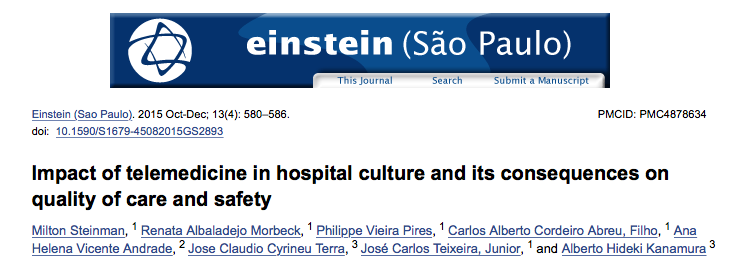 einstein (São Paulo)
This Journal Search Submit a Manuscript
Einstein (Sao Paulo). 2015 Oct-Dec; 13(4): 580–586. PMCID: PMC4878634
doi: 10.1590/S1679-45082015GS2893
Impact of telemedicine in hospital culture and its consequences on
quality of care and safety
Milton Steinman, 1 Renata Albaladejo Morbeck, 1 Philippe Vieira Pires, 1 Carlos Alberto Cordeiro Abreu, Filho, 1 Ana
Helena Vicente Andrade, 2 Jose Claudio Cyrineu Terra, 3 José Carlos Teixeira, Junior, 1 and Alberto Hideki Kanamura 3